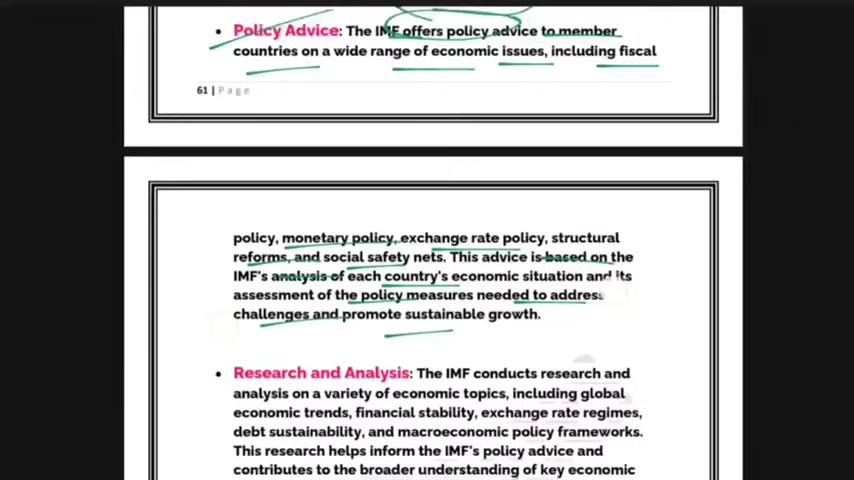 • Policy Advice: The IMF offers policy advice to member
countries on a wide range of economic issues, including fiscal
61 | Page
policy, monetary policy, exchange rate policy, structural
reforms, and social safety nets. This advice is based on the
IMF's analysis of each country's economic situation and its
assessment of the policy measures needed to address
challenges and promote sustainable growth.
• Research and Analysis: The IMF conducts research and
analysis on a variety of economic topics, including global
economic trends, financial stability, exchange rate regimes,
debt sustainability, and macroeconomic policy frameworks.
This research helps inform the IMF's policy advice and
contributes to the broader understanding of key economic